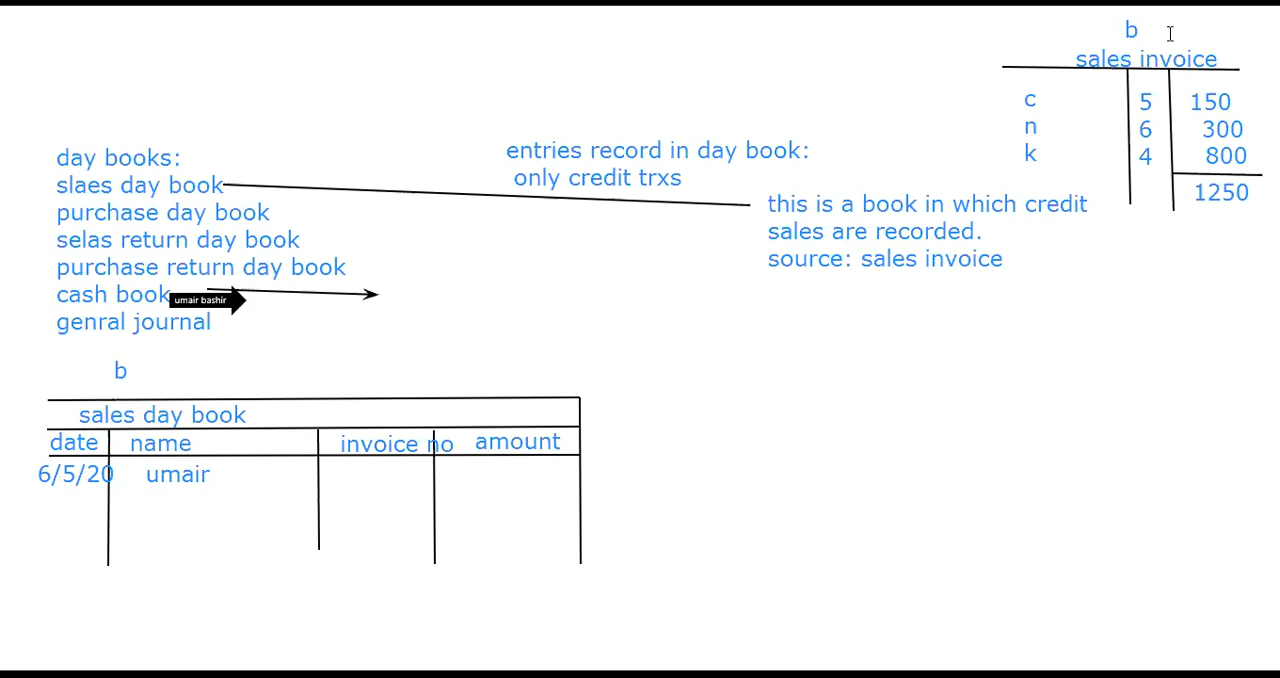 b
sales invoice
c 5 150
n 6 300
k 4 800
1250
day books:
slaes day book
purchase day book
selas return day book
purchase return day book
cash book
umair bashir
genral journal
entries record in day book:
only credit trxs
this is a book in which credit
sales are recorded.
source: sales invoice
b
sales day book
date name invoice no amount
6/5/20 umair